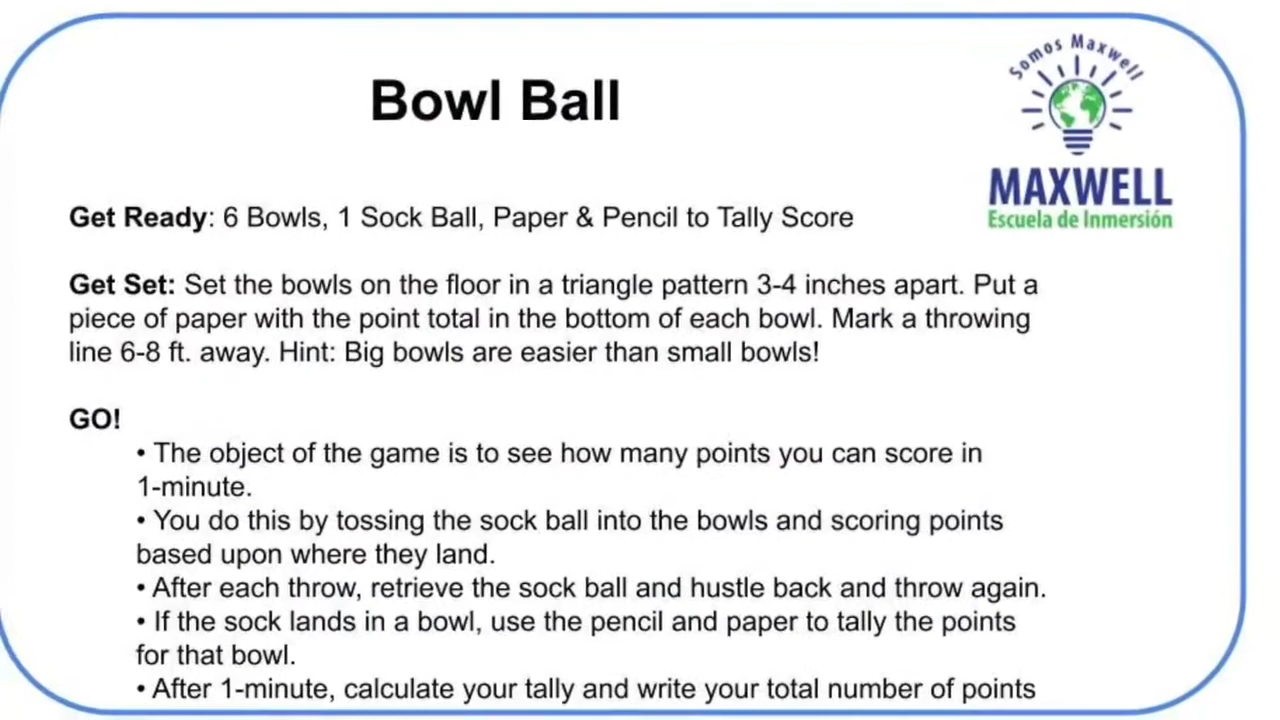 Somos Maxwell
MAXWELL
Escuela de Inmersión
Bowl Ball
Get Ready: 6 Bowls, 1 Sock Ball, Paper & Pencil to Tally Score
Get Set: Set the bowls on the floor in a triangle pattern 3-4 inches apart. Put a
piece of paper with the point total in the bottom of each bowl. Mark a throwing
line 6-8 ft. away. Hint: Big bowls are easier than small bowls!
GO!
• The object of the game is to see how many points you can score in
1-minute.
• You do this by tossing the sock ball into the bowls and scoring points
based upon where they land.
• After each throw, retrieve the sock ball and hustle back and throw again.
• If the sock lands in a bowl, use the pencil and paper to tally the points
for that bowl.
• After 1-minute, calculate your tally and write your total number of points